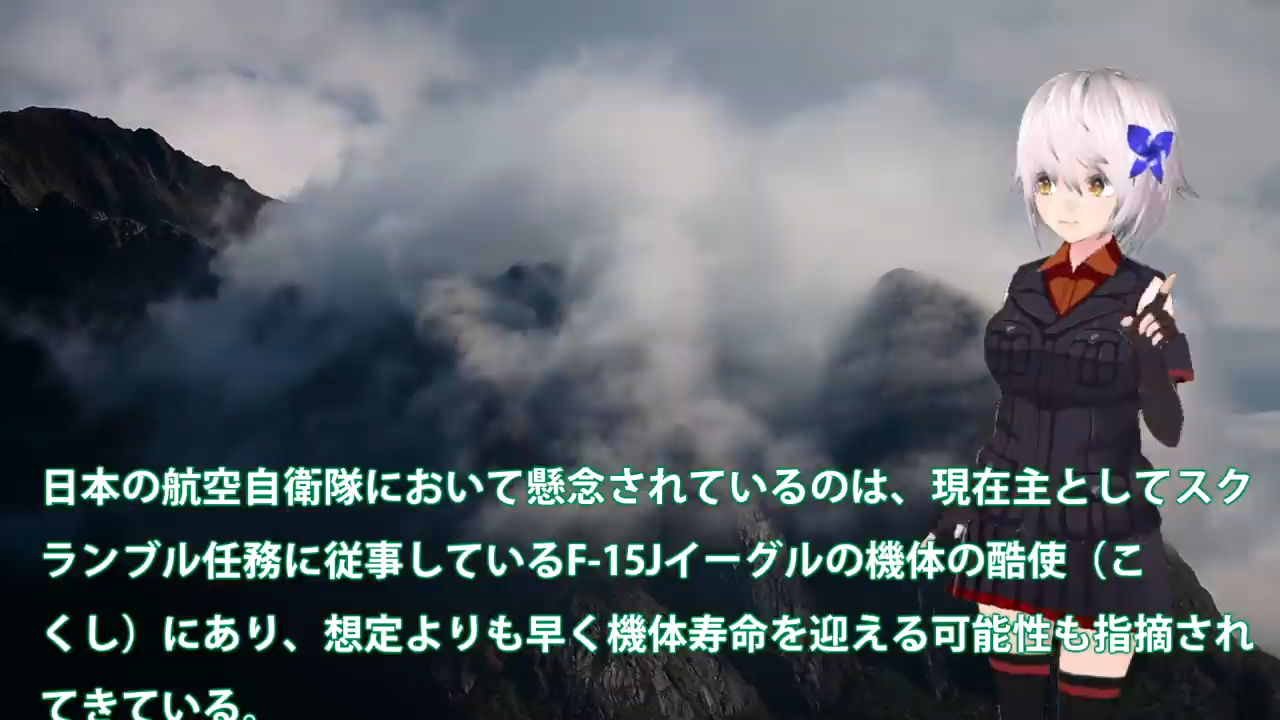 日本の航空自衛隊において懸念されているのは、現在主としてスク
ランブル任務に従事しているF-15Jイーグルの機体の酷使（こ
くし）にあり、想定よりも早く機体寿命を迎える可能性も指摘され
てきている。